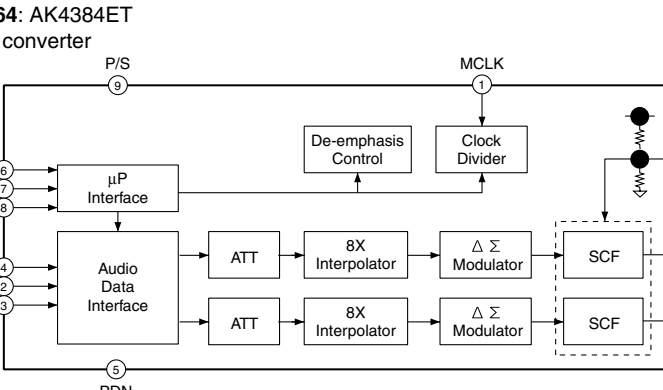 64: AK4384ET
converter
P/S
MCLK
9
1
De-emphasis
Control
Clock
Divider
6
7
8
μP
Interface
4
2
3
Audio
Data
Interface
ATT
8X
Interpolator
Δ Σ
Modulator
SCF
ATT
8X
Interpolator
Δ Σ
Modulator
SCF
5
PDN